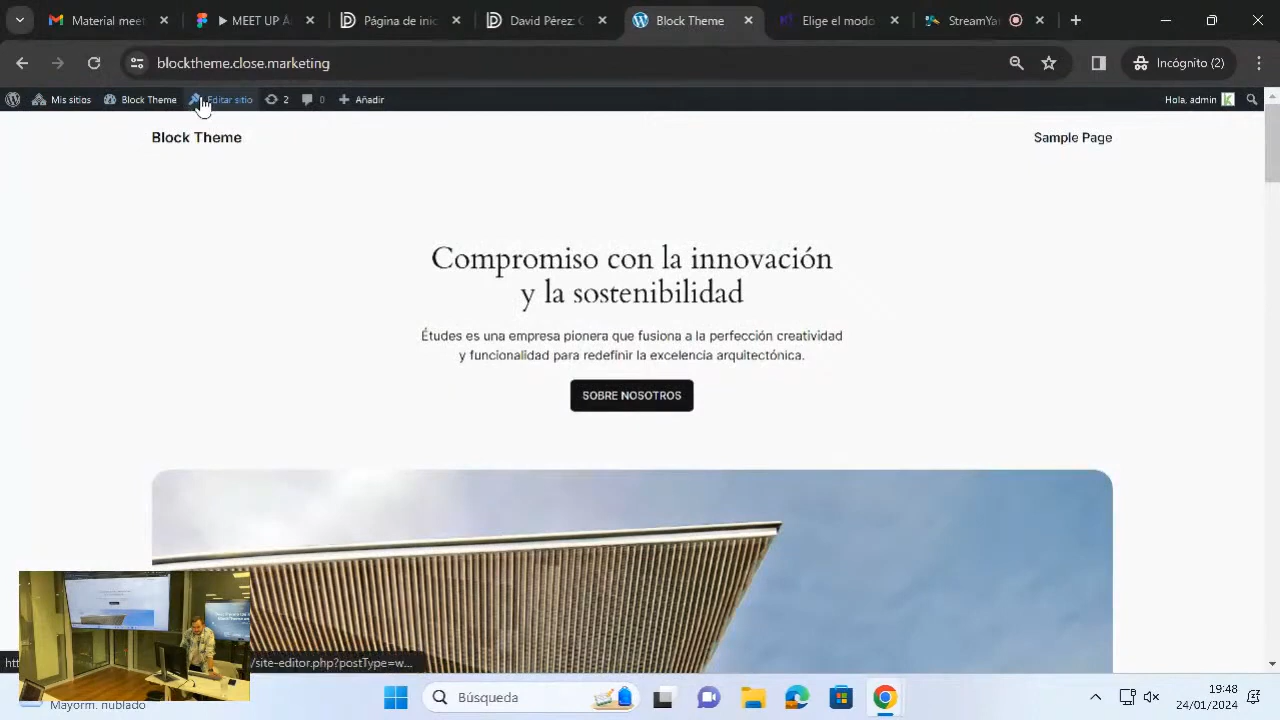 Material meet
MEET UP A
Página de inic
David Pérez: C
Block Theme
Elige el modo
StreamYa
blocktheme.close.marketing
Incógnito (2)
Mis sitios
Block Theme
Editar sitio
2
0
Añadir
Hola, admin
Block Theme
Sample Page
Compromiso con la innovación
y la sostenibilidad
Études es una empresa pionera que fusiona a la perfección creatividad
y funcionalidad para redefinir la excelencia arquitectónica.
SOBRE NOSOTROS
/site-editor.php?postType=w...
Mayorm. nublado
Búsqueda
19:48
24/01/2024